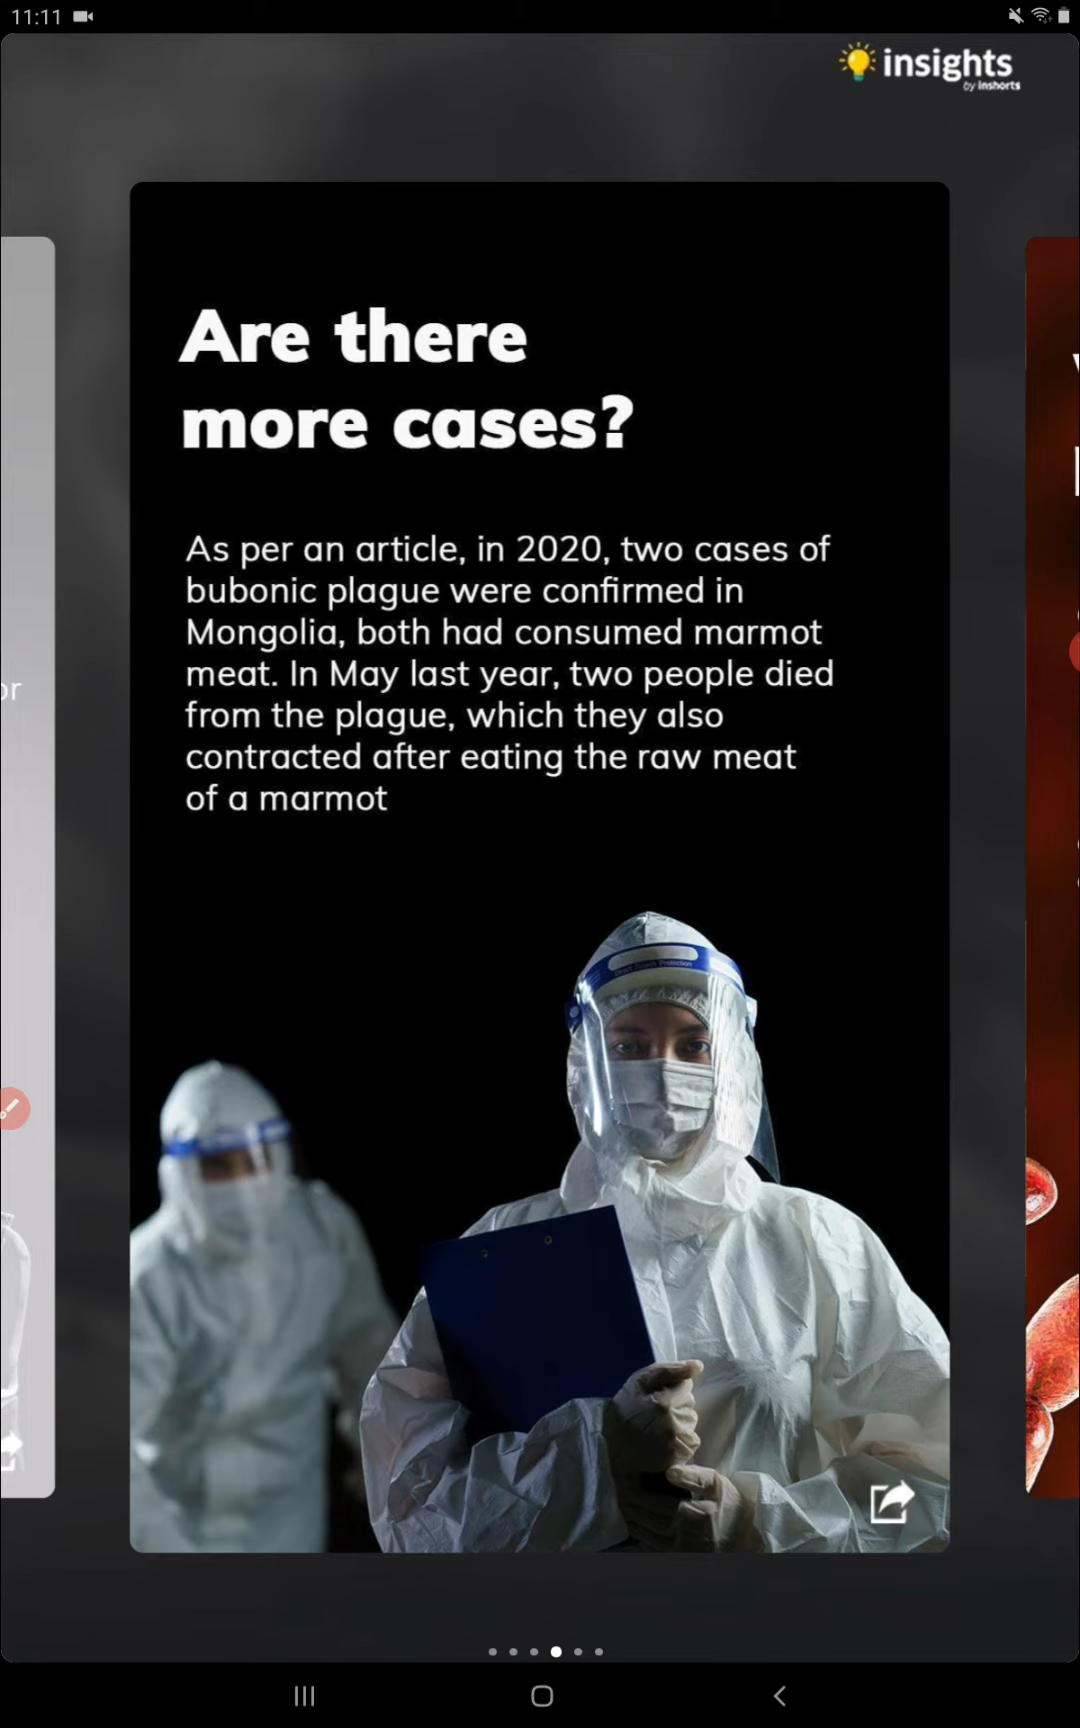 11:11
insights
by inshorts
Are there
more cases?
As per an article, in 2020, two cases of
bubonic plague were confirmed in
Mongolia, both had consumed marmot
meat. In May last year, two people died
from the plague, which they also
contracted after eating the raw meat
of a marmot
or